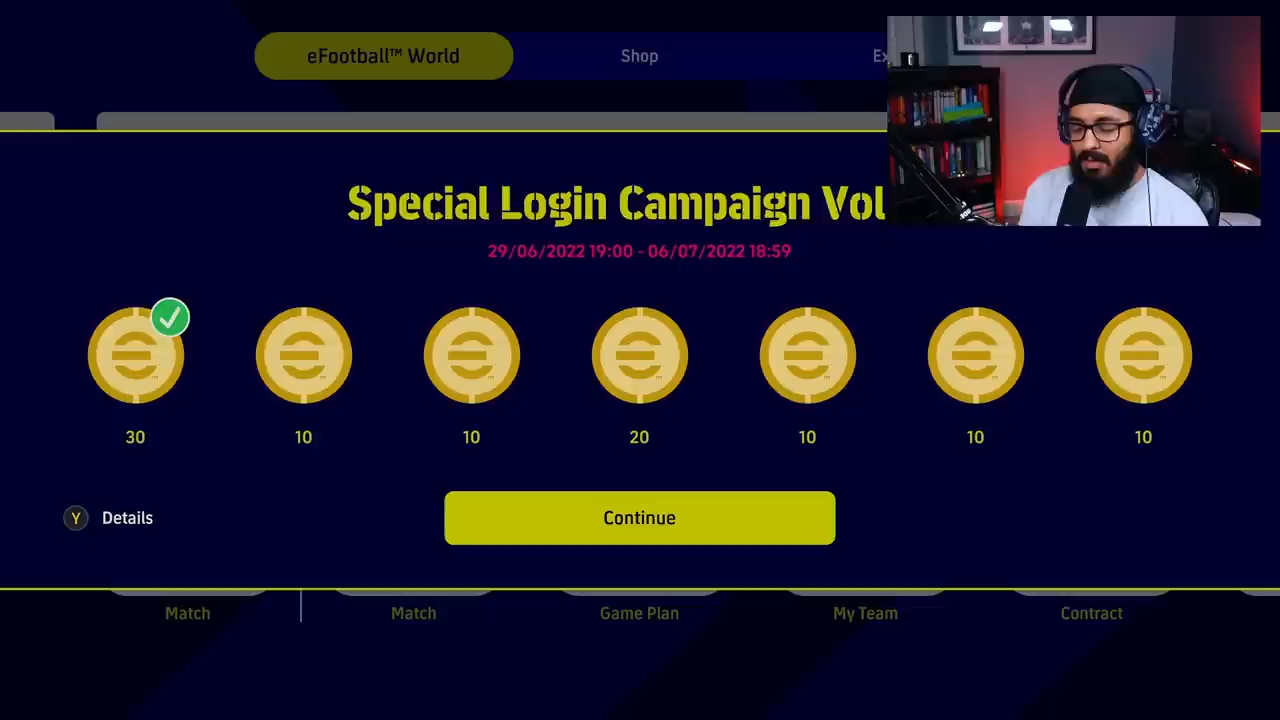 eFootball™ World
Shop
Ex
Special Login Campaign Vol
29/06/2022 19:00 - 06/07/2022 18:59
30
10
10
20
10
10
10
Y Details
Continue
Match
Match
Game Plan
My Team
Contract